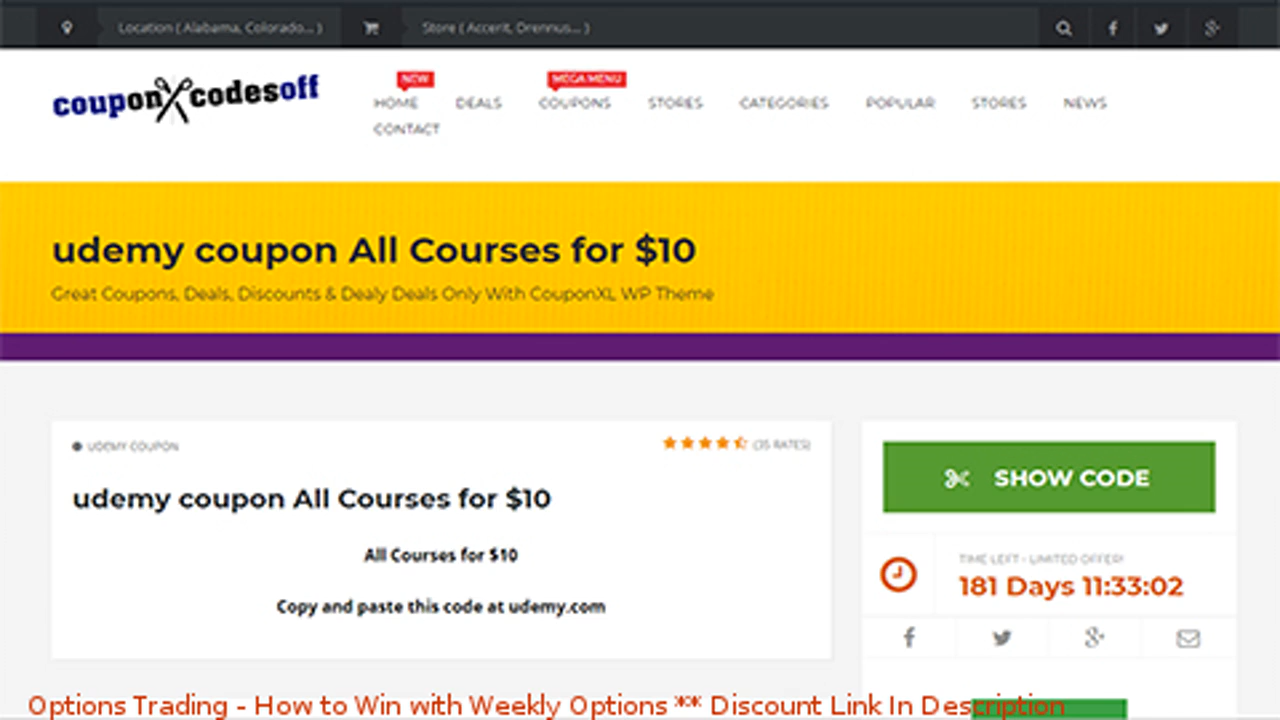 Location ( Alabama, Colorado... )
Store ( Accent, Drennus... )
couponXcodesoff
NEW
MEGA MENU
HOME DEALS COUPONS STORES CATEGORIES POPULAR STORES NEWS
CONTACT
udemy coupon All Courses for $10
Great Coupons, Deals, Discounts & Dealy Deals Only With CouponXL WP Theme
UDEMY COUPON
(35 RATES)
udemy coupon All Courses for $10
All Courses for $10
Copy and paste this code at udemy.com
SHOW CODE
TIME LEFT - LIMITED OFFER!
181 Days 11:33:02
Options Trading - How to Win with Weekly Options ** Discount Link In Description